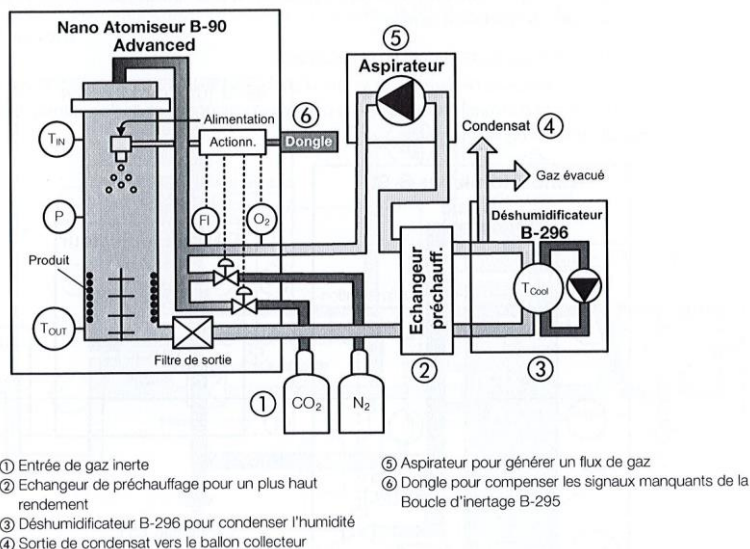 Nano Atomiseur B-90
Advanced
⑤
Aspirateur
Alimentation
⑥
T_IN
Actionn.
Dongle
Condensat ④
Gaz évacué
P
FI
O₂
Déshumidificateur
B-296
Produit
Echangeur
préchauff.
T_Cool
T_OUT
Filtre de sortie
②
③
①
CO₂
N₂
① Entrée de gaz inerte
② Echangeur de préchauffage pour un plus haut
rendement
③ Déshumidificateur B-296 pour condenser l'humidité
④ Sortie de condensat vers le ballon collecteur
⑤ Aspirateur pour générer un flux de gaz
⑥ Dongle pour compenser les signaux manquants de la
Boucle d'inertage B-295